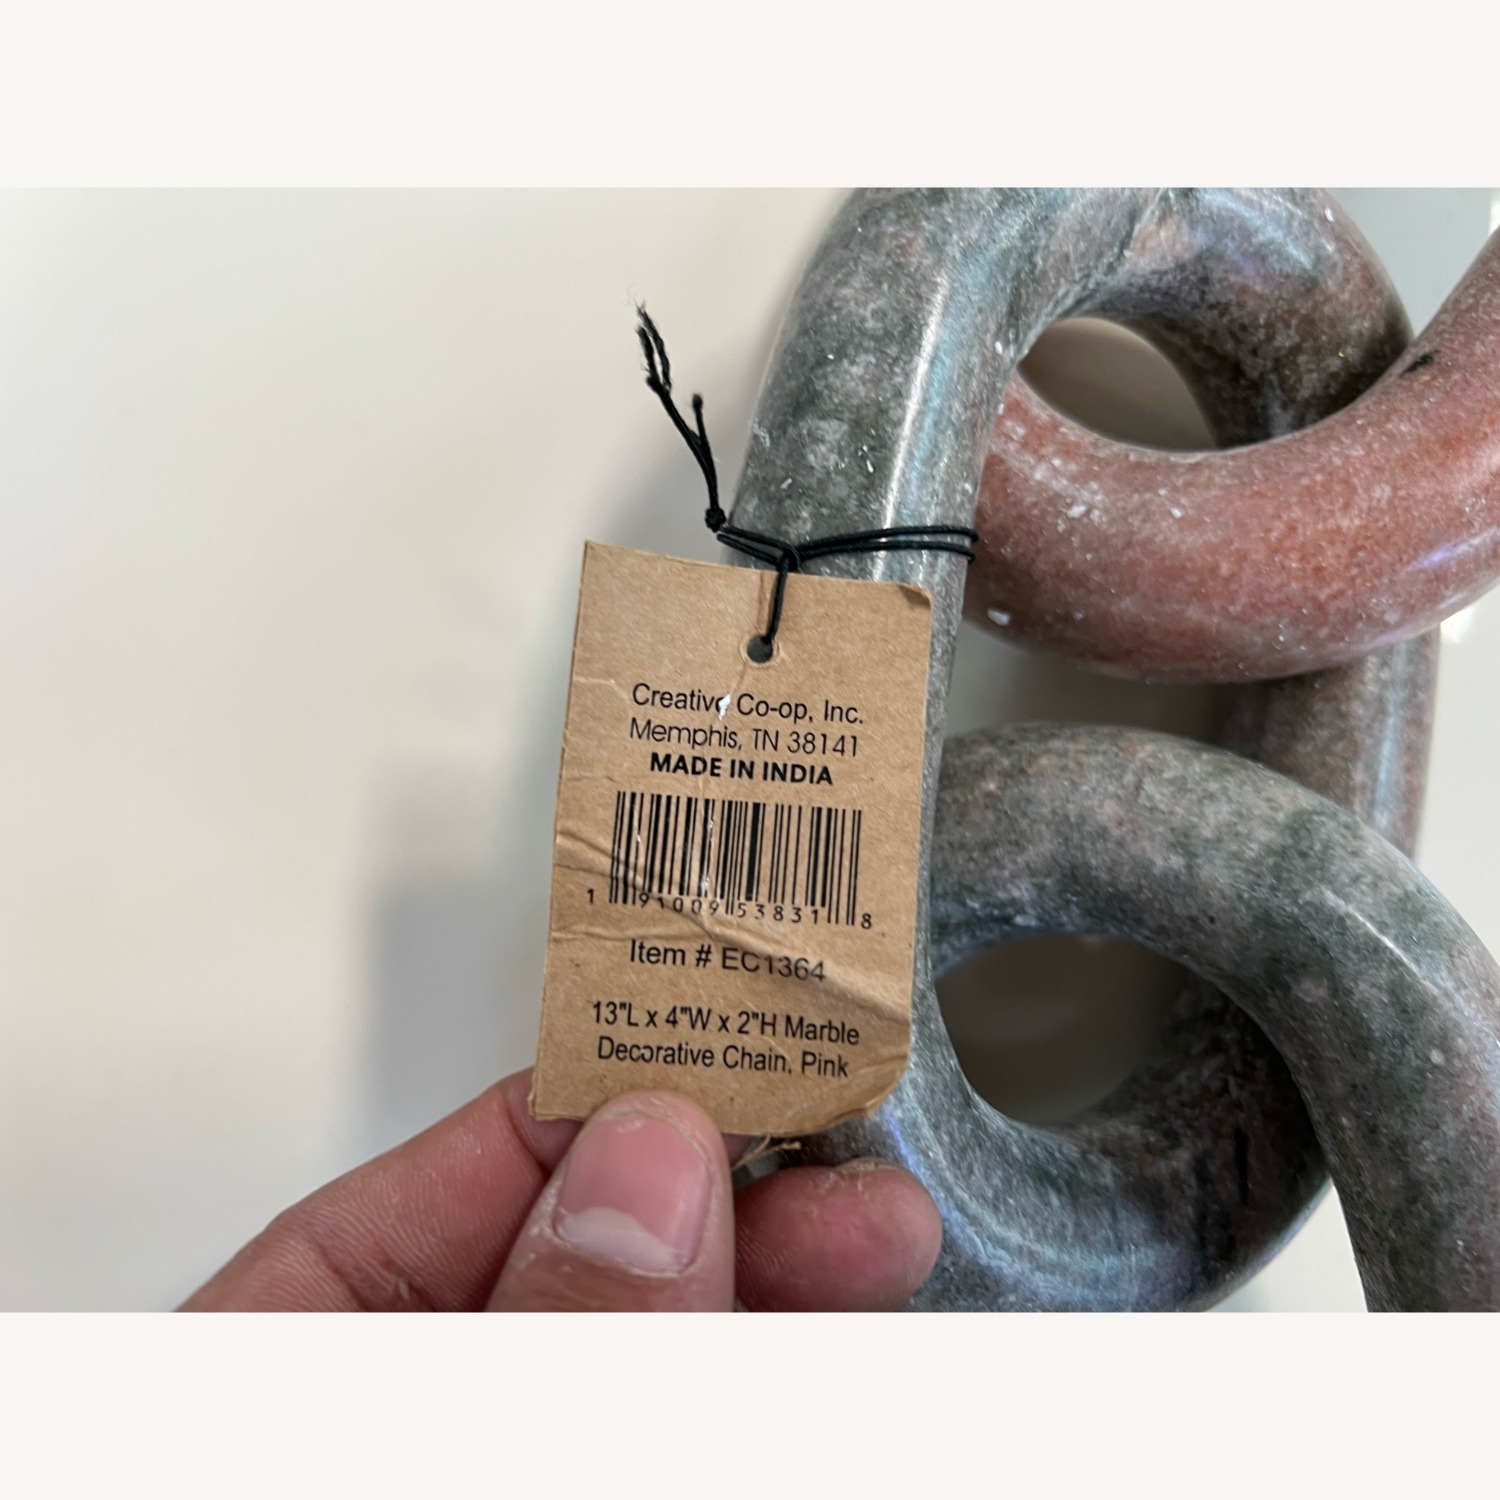 Creative Co-op, Inc.
Memphis, TN 38141
MADE IN INDIA
1 91009 53831 8
Item # EC1364
13"L x 4"W x 2"H Marble
Decorative Chain, Pink